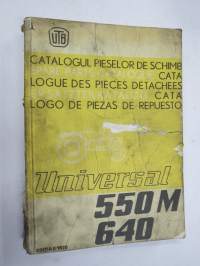 UTB
CATALOGUL PIESELOR DE SCHIMB
CATA
LOGUE DES PIECES DETACHEES
CATA
LOGO DE PIEZAS DE REPUESTO
Universal
550 M
640